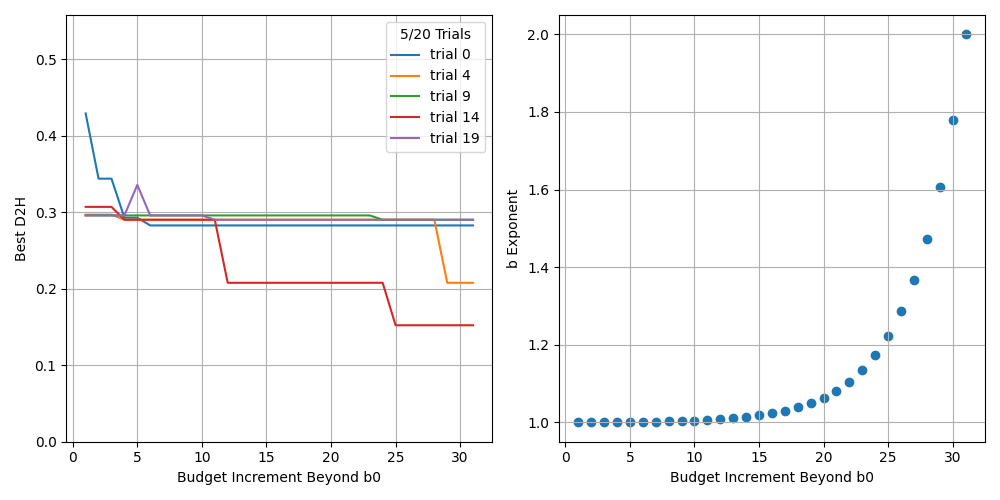 5/20 Trials
trial 0
trial 4
trial 9
trial 14
trial 19
Best D2H
0.5
0.4
0.3
0.2
0.1
0.0
0 5 10 15 20 25 30
Budget Increment Beyond b0
b Exponent
2.0
1.8
1.6
1.4
1.2
1.0
0 5 10 15 20 25 30
Budget Increment Beyond b0